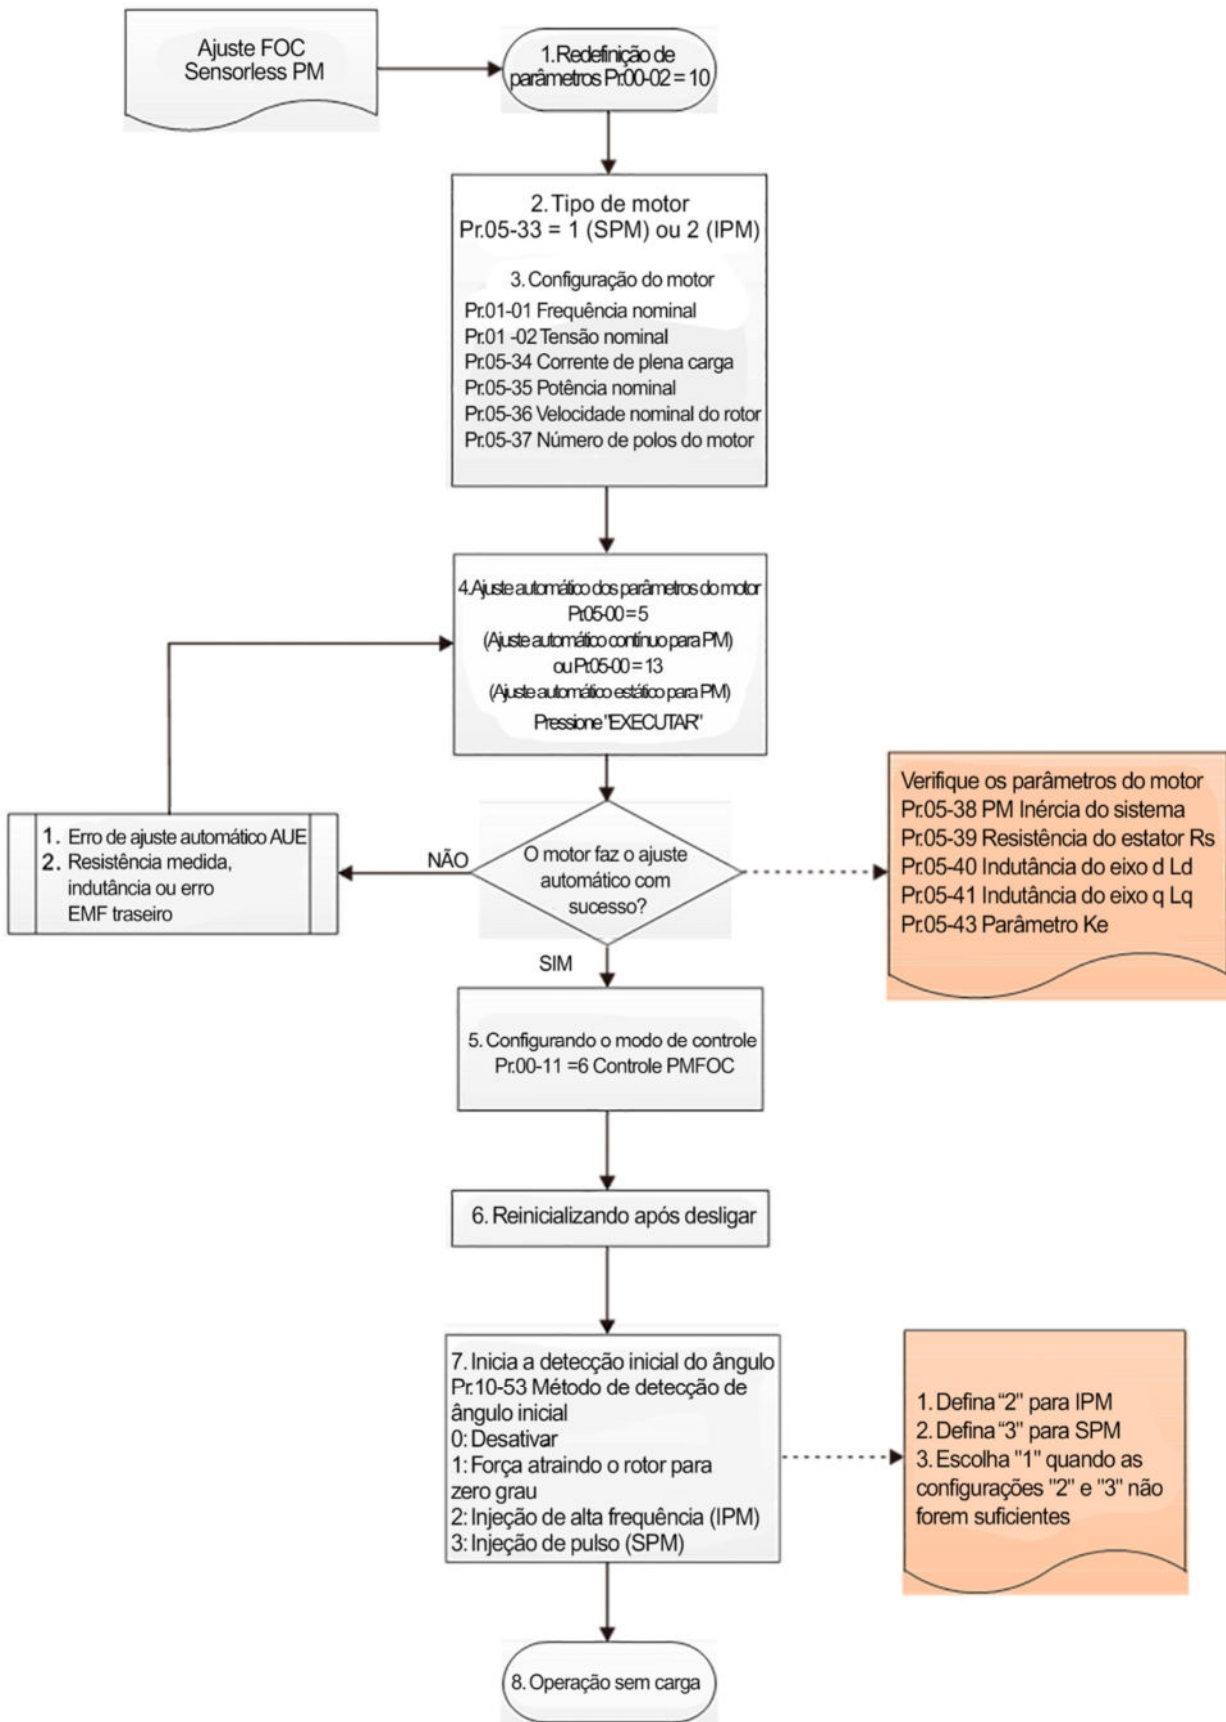 Ajuste FOC
Sensorless PM
1.Redefinição de
parâmetros Pr.00-02 = 10
2. Tipo de motor
Pr.05-33 = 1 (SPM) ou 2 (IPM)
3. Configuração do motor
Pr.01-01 Frequência nominal
Pr.01 -02 Tensão nominal
Pr.05-34 Corrente de plena carga
Pr.05-35 Potência nominal
Pr.05-36 Velocidade nominal do rotor
Pr.05-37 Número de polos do motor
4.Ajuste automático dos parâmetros do motor
Pr.05-00 = 5
(Ajuste automático contínuo para PM)
ou Pr.05-00 = 13
(Ajuste automático estático para PM)
Pressione "EXECUTAR"
Verifique os parâmetros do motor
Pr.05-38 PM Inércia do sistema
Pr.05-39 Resistência do estator Rs
Pr.05-40 Indutância do eixo d Ld
Pr.05-41 Indutância do eixo q Lq
Pr.05-43 Parâmetro Ke
1. Erro de ajuste automático AUE
2. Resistência medida,
indutância ou erro
EMF traseiro
NÃO
O motor faz o ajuste
automático com
sucesso?
SIM
5. Configurando o modo de controle
Pr.00-11 =6 Controle PMFOC
6. Reinicializando após desligar
7. Inicia a detecção inicial do ângulo
Pr.10-53 Método de detecção de
ângulo inicial
0: Desativar
1: Força atraindo o rotor para
zero grau
2: Injeção de alta frequência (IPM)
3: Injeção de pulso (SPM)
1. Defina “2" para IPM
2. Defina “3" para SPM
3. Escolha "1" quando as
configurações "2" e "3" não
forem suficientes
8. Operação sem carga